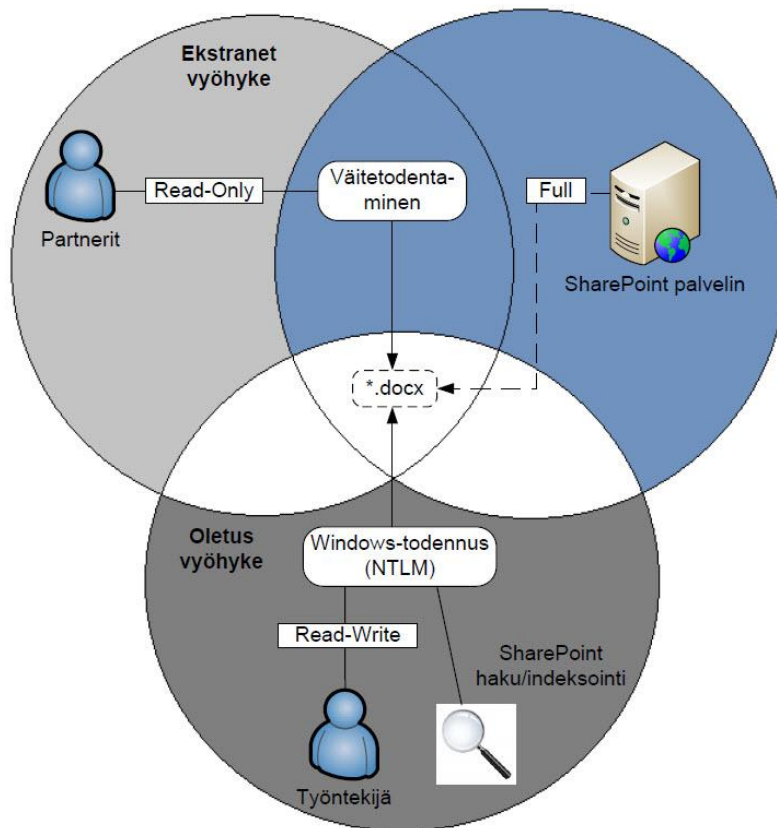 Ekstranet
vyöhyke
Partnerit
Read-Only
Väitetodenta-
minen
Full
SharePoint palvelin
*.docx
Oletus
vyöhyke
Windows-todennus
(NTLM)
Read-Write
SharePoint
haku/indeksointi
Työntekijä